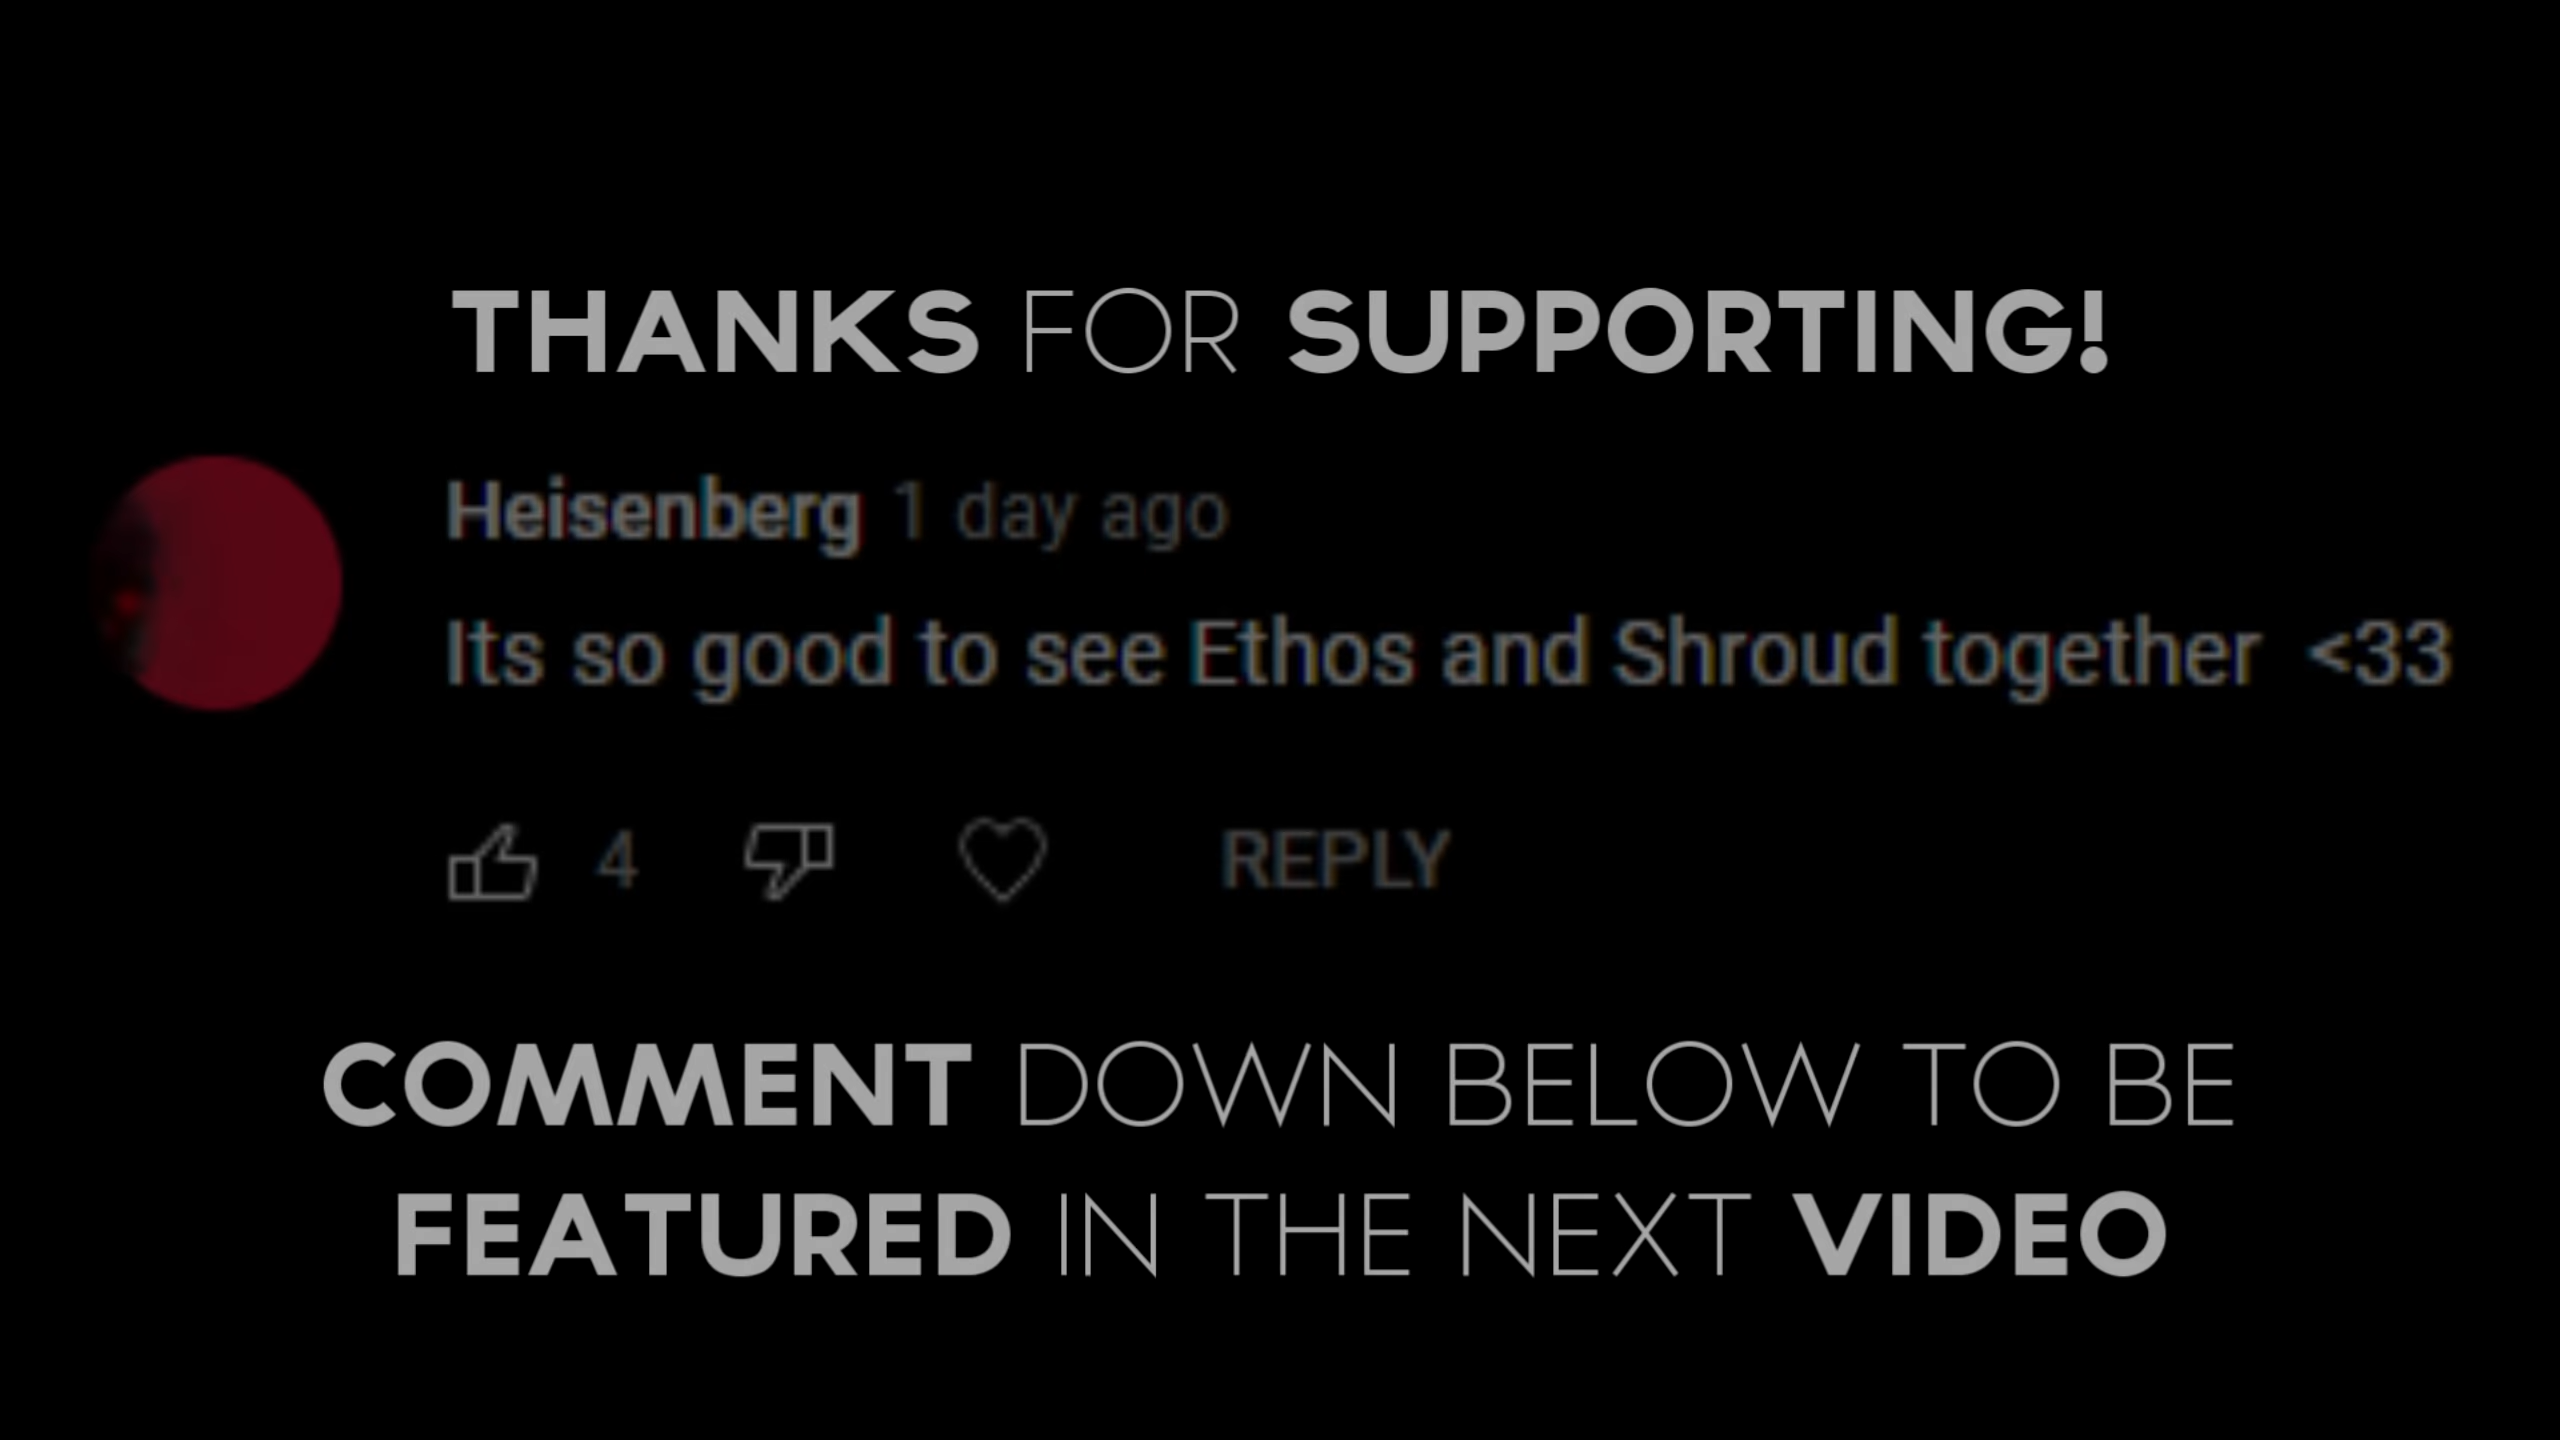 THANKS FOR SUPPORTING!
Heisenberg 1 day ago
Its so good to see Ethos and Shroud together <33
4 REPLY
COMMENT DOWN BELOW TO BE
FEATURED IN THE NEXT VIDEO